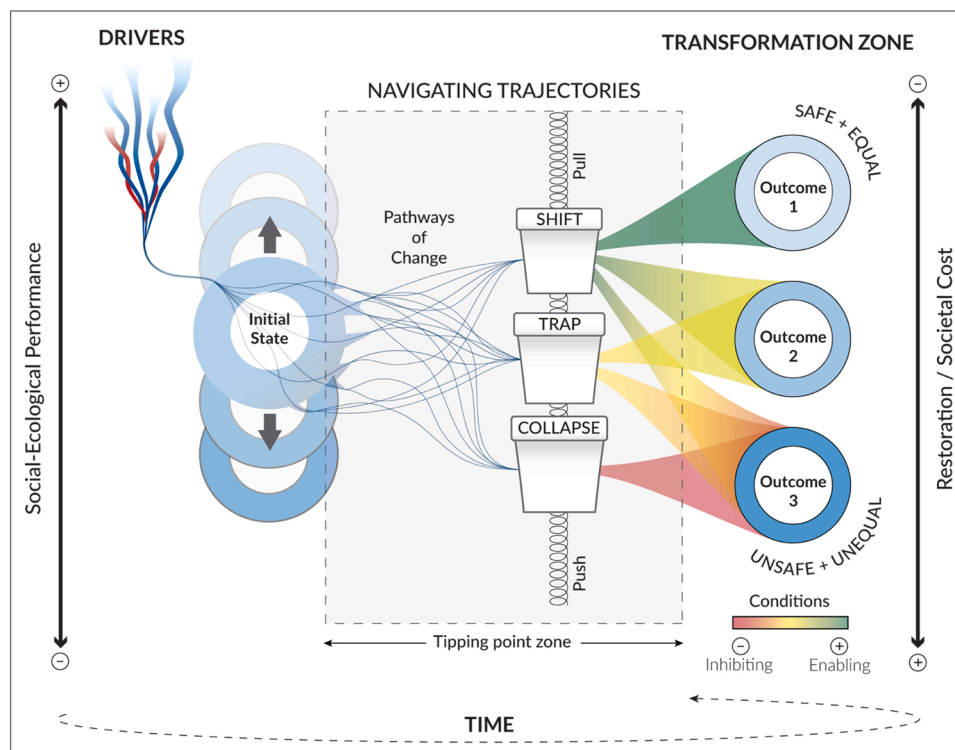 DRIVERS
TRANSFORMATION ZONE
NAVIGATING TRAJECTORIES
+
−
Social-Ecological Performance
−
+
Restoration / Societal Cost
Initial
State
Pathways
of
Change
Pull
SHIFT
TRAP
COLLAPSE
Push
SAFE + EQUAL
Outcome
1
Outcome
2
Outcome
3
UNSAFE + UNEQUAL
Conditions
−
+
Inhibiting
Enabling
Tipping point zone
TIME